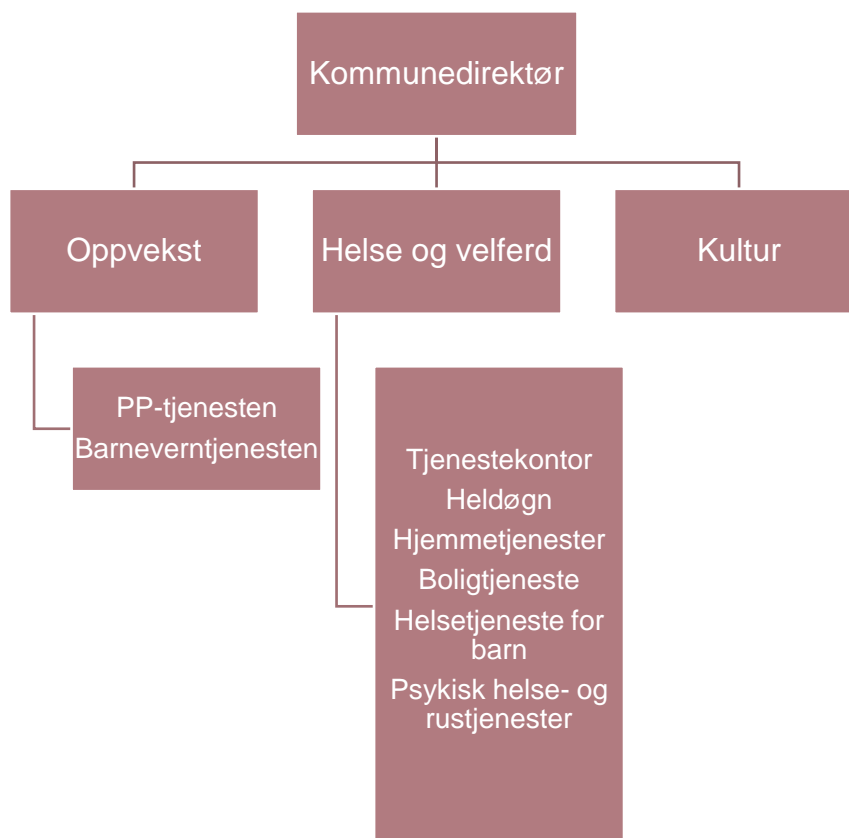 Kommunedirektør
Oppvekst
Helse og velferd
Kultur
PP-tjenesten
Barneverntjenesten
Tjenestekontor
Heldøgn
Hjemmetjenester
Boligtjeneste
Helsetjeneste for
barn
Psykisk helse- og
rustjenester